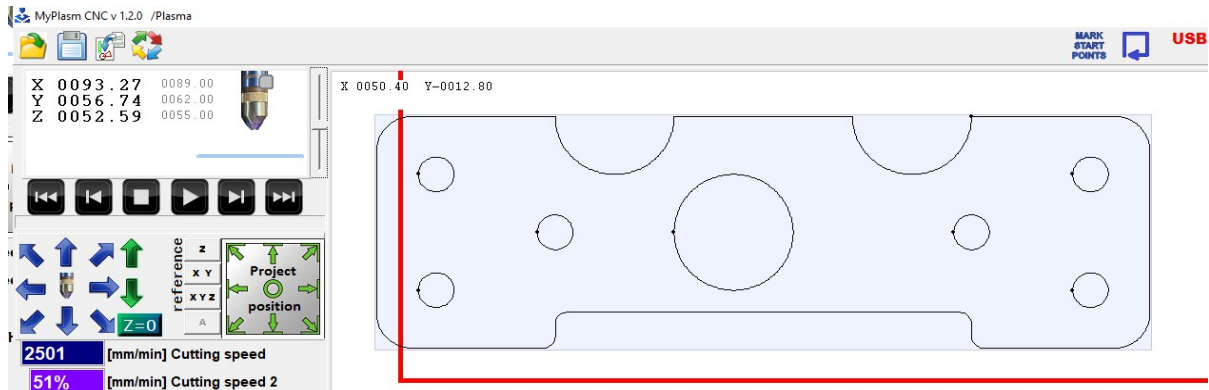 MyPlasm CNC v 1.2.0 /Plasma
MARK
START
POINTS
USB
X 0093.27 0089.00
Y 0056.74 0062.00
Z 0052.59 0055.00
X 0050.40 Y-0012.80
reference
Z
X Y
X Y Z
A
Project
position
Z=0
2501 [mm/min] Cutting speed
51% [mm/min] Cutting speed 2